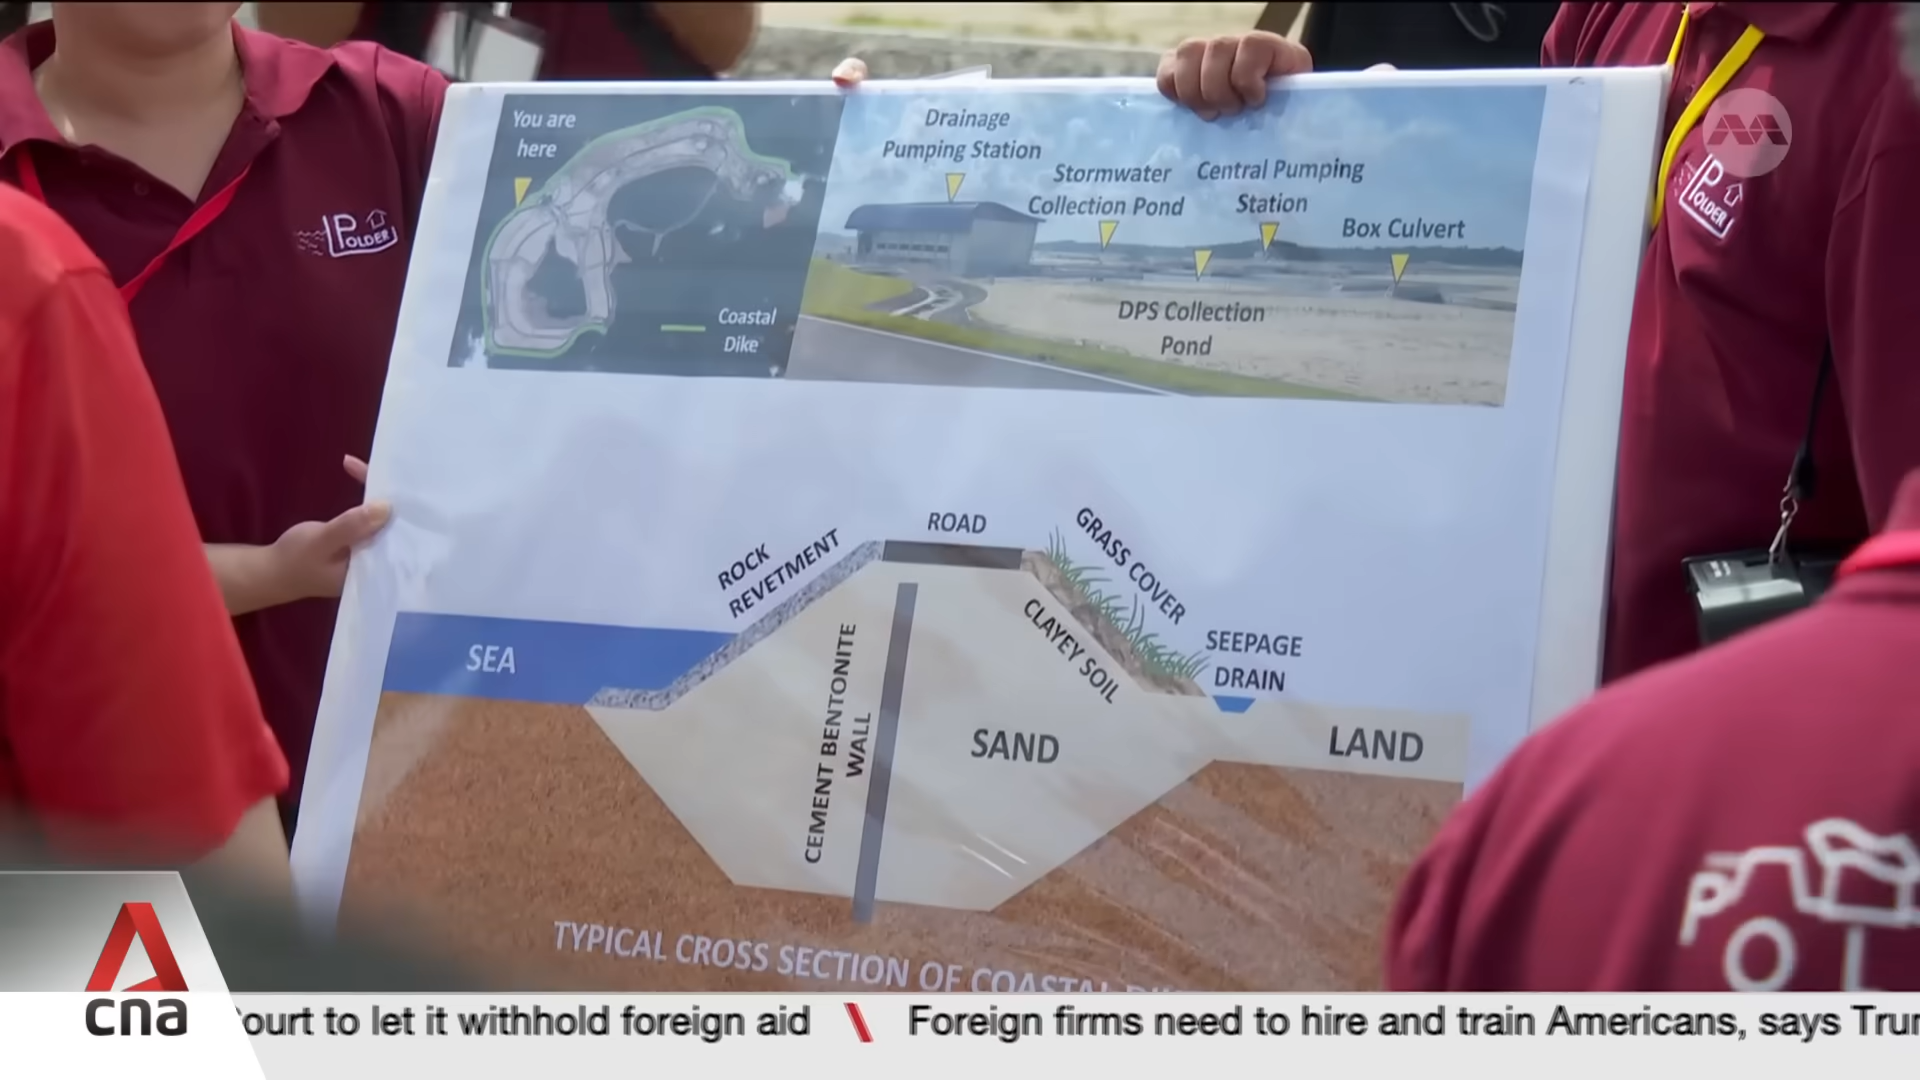 You are
here
Coastal
Dike
Drainage
Pumping Station
Stormwater
Collection Pond
Central Pumping
Station
Box Culvert
DPS Collection
Pond
POLDER
POLDER
ROCK
REVETMENT
ROAD
GRASS COVER
CLAYEY SOIL
SEEPAGE
DRAIN
SEA
CEMENT BENTONITE
WALL
SAND
LAND
TYPICAL CROSS SECTION OF COASTAL
POL
cna
ourt to let it withhold foreign aid
Foreign firms need to hire and train Americans, says Tru